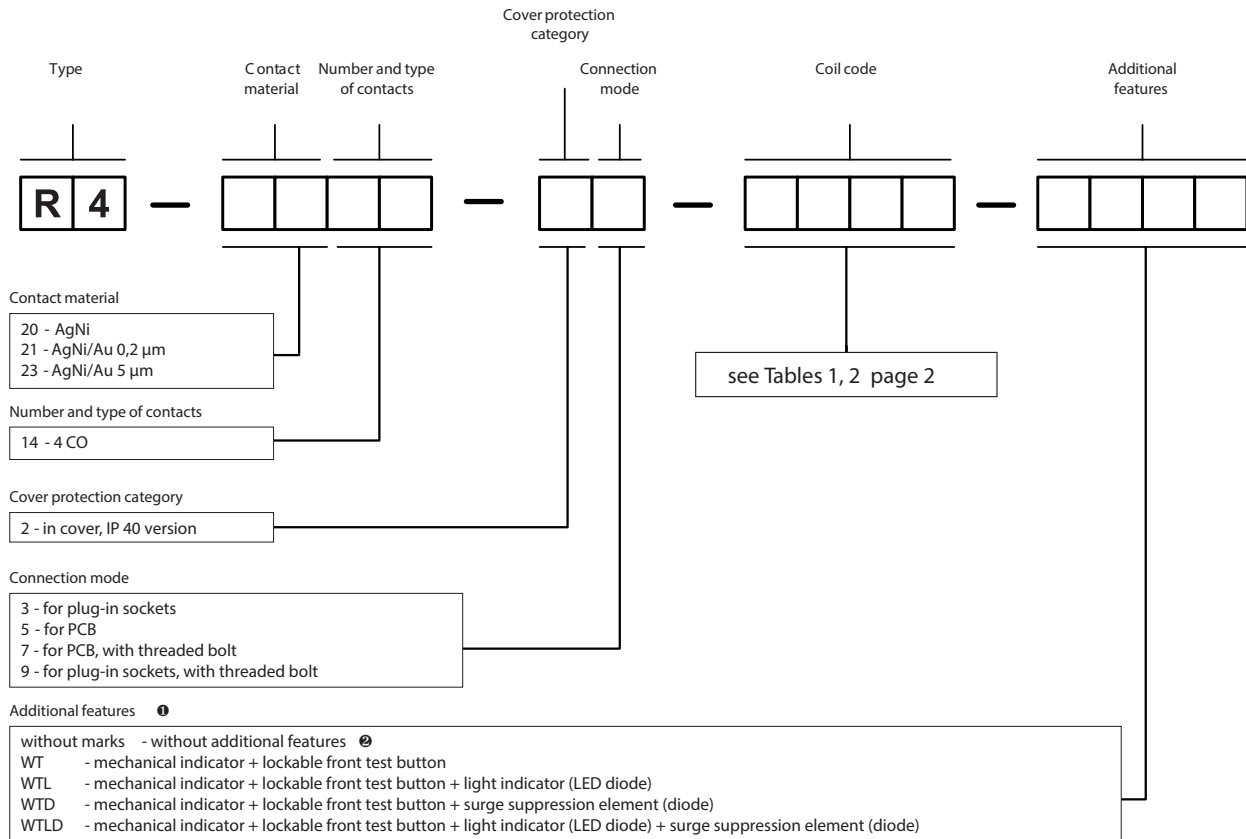 Cover protection
category
Type
Contact
material
Number and type
of contacts
Connection
mode
Coil code
Additional
features
R 4 – – – –
Contact material
20 - AgNi
21 - AgNi/Au 0,2 µm
23 - AgNi/Au 5 µm
see Tables 1, 2 page 2
Number and type of contacts
14 - 4 CO
Cover protection category
2 - in cover, IP 40 version
Connection mode
3 - for plug-in sockets
5 - for PCB
7 - for PCB, with threaded bolt
9 - for plug-in sockets, with threaded bolt
Additional features ❶
without marks - without additional features ❷
WT - mechanical indicator + lockable front test button
WTL - mechanical indicator + lockable front test button + light indicator (LED diode)
WTD - mechanical indicator + lockable front test button + surge suppression element (diode)
WTLD - mechanical indicator + lockable front test button + light indicator (LED diode) + surge suppression element (diode)